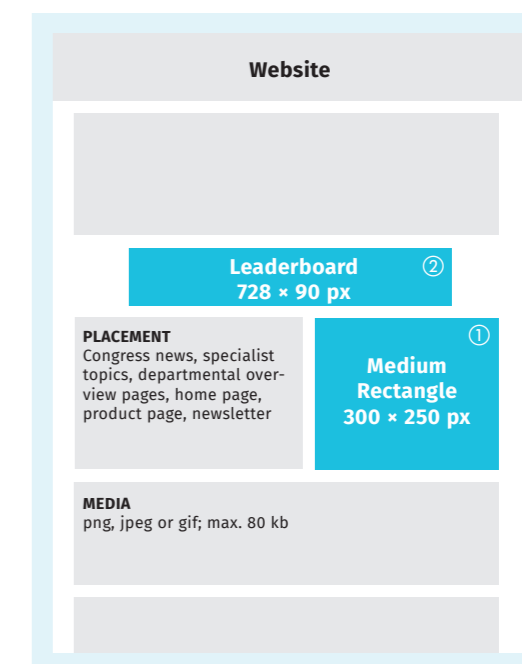 Website
Leaderboard ②
728 × 90 px
PLACEMENT
Congress news, specialist
topics, departmental over-
view pages, home page,
product page, newsletter
①
Medium
Rectangle
300 × 250 px
MEDIA
png, jpeg or gif; max. 80 kb